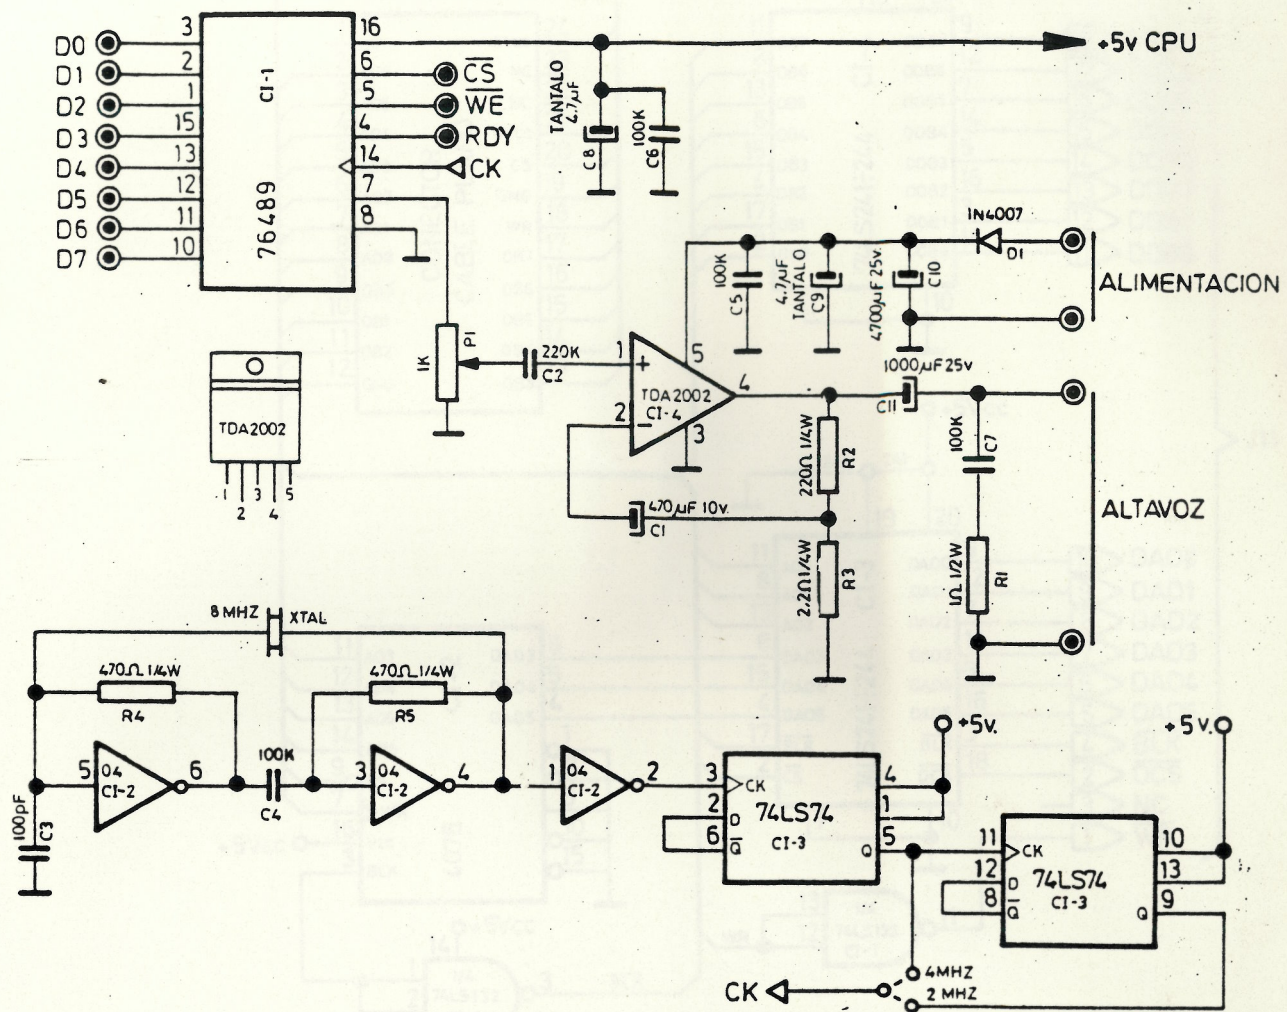 D0
D1
D2
D3
D4
D5
D6
D7
3
2
1
15
13
12
11
10
CI-1
76489
16
6
5
4
14
7
8
CS
WE
RDY
CK
+5v CPU
TANTALO
4.7µF
C8
100K
C6
1N4007
D1
ALIMENTACION
100K
C5
4.7µF
TANTALO
C9
4700µF 25v.
C10
1K
P1
220K
C2
1
+
2
-
TDA2002
CI-4
5
4
3
TDA2002
1
2
3
4
5
1000µF 25v
C11
220Ω 1/4W
R2
470µF 10v.
C1
2.2Ω 1/4W
R3
100K
C7
1Ω 1/2W
R1
ALTAVOZ
8 MHZ
XTAL
470Ω 1/4W
R4
470Ω 1/4W
R5
5
04
CI-2
6
100K
C4
3
04
CI-2
4
1
04
CI-2
2
100pF
C3
3
2
6
CK
D
Q
74LS74
CI-3
Q
4
1
5
+5v.
11
12
8
CK
D
Q
74LS74
CI-3
Q
10
13
9
+5v.
CK
4MHZ
2 MHZ